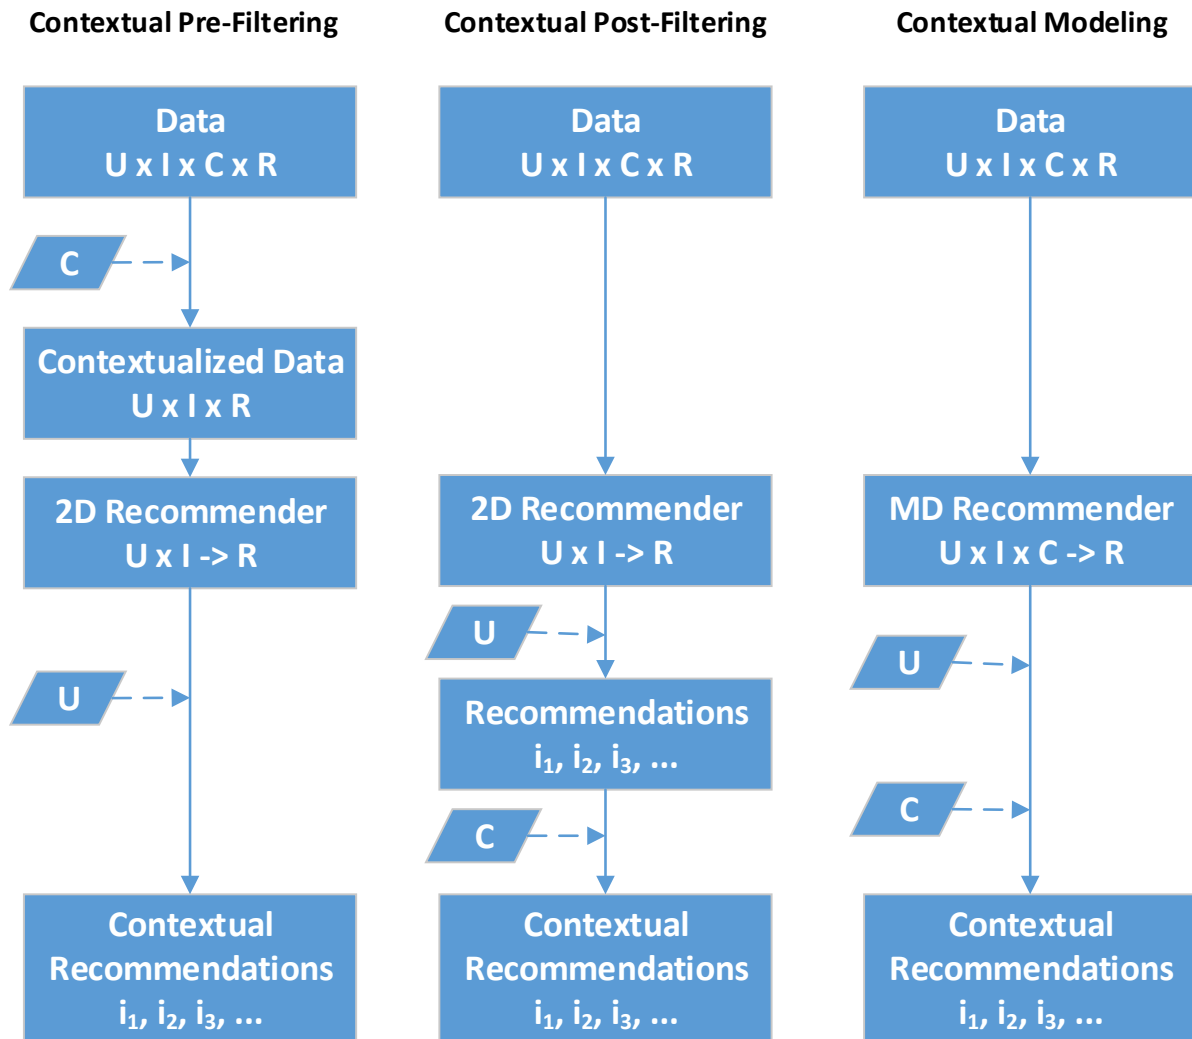 Contextual Pre-Filtering
Data
U x I x C x R
C
Contextualized Data
U x I x R
2D Recommender
U x I -> R
U
Contextual
Recommendations
i₁, i₂, i₃, ...
Contextual Post-Filtering
Data
U x I x C x R
2D Recommender
U x I -> R
U
Recommendations
i₁, i₂, i₃, ...
C
Contextual
Recommendations
i₁, i₂, i₃, ...
Contextual Modeling
Data
U x I x C x R
MD Recommender
U x I x C -> R
U
C
Contextual
Recommendations
i₁, i₂, i₃, ...